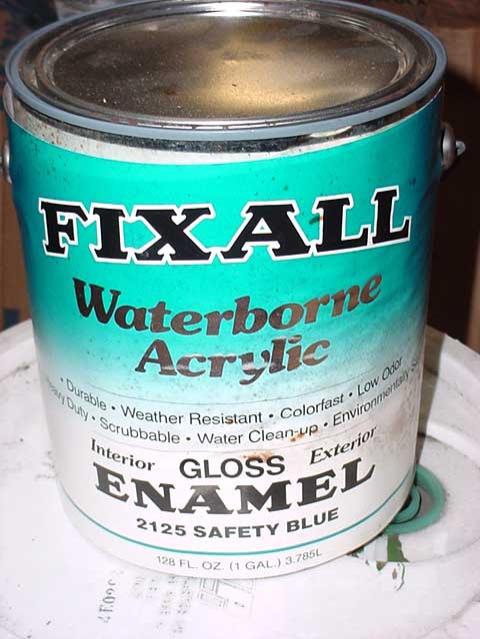 FIXALL
Waterborne
Acrylic
• Durable • Weather Resistant • Colorfast • Low Odor
Heavy Duty • Scrubbable • Water Clean-up • Environmentally
Interior GLOSS Exterior
ENAMEL
2125 SAFETY BLUE
128 FL. OZ. (1 GAL.) 3.785L